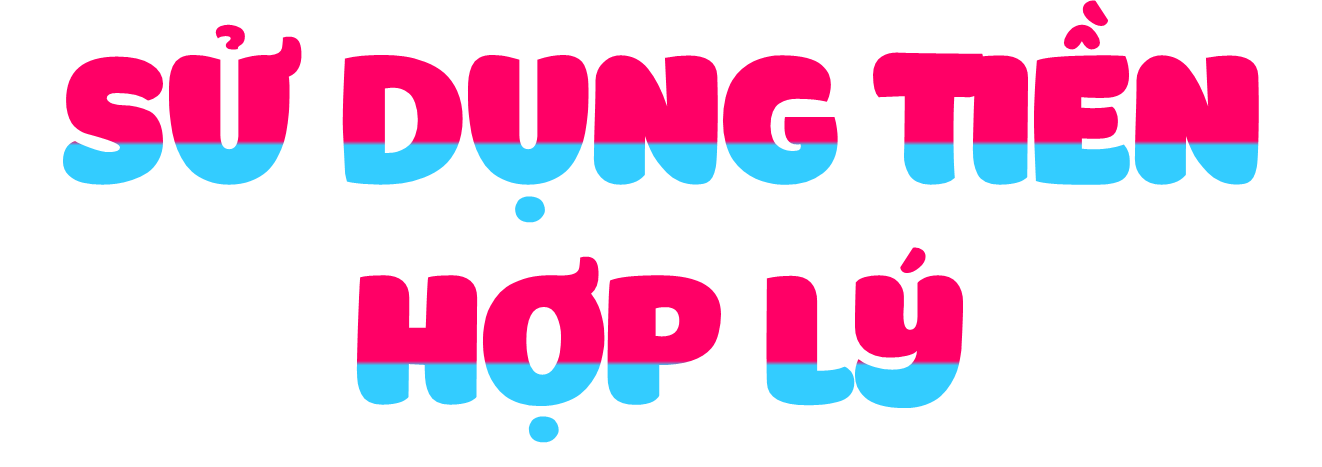 SỬ DỤNG TIỀN
HỢP LÝ